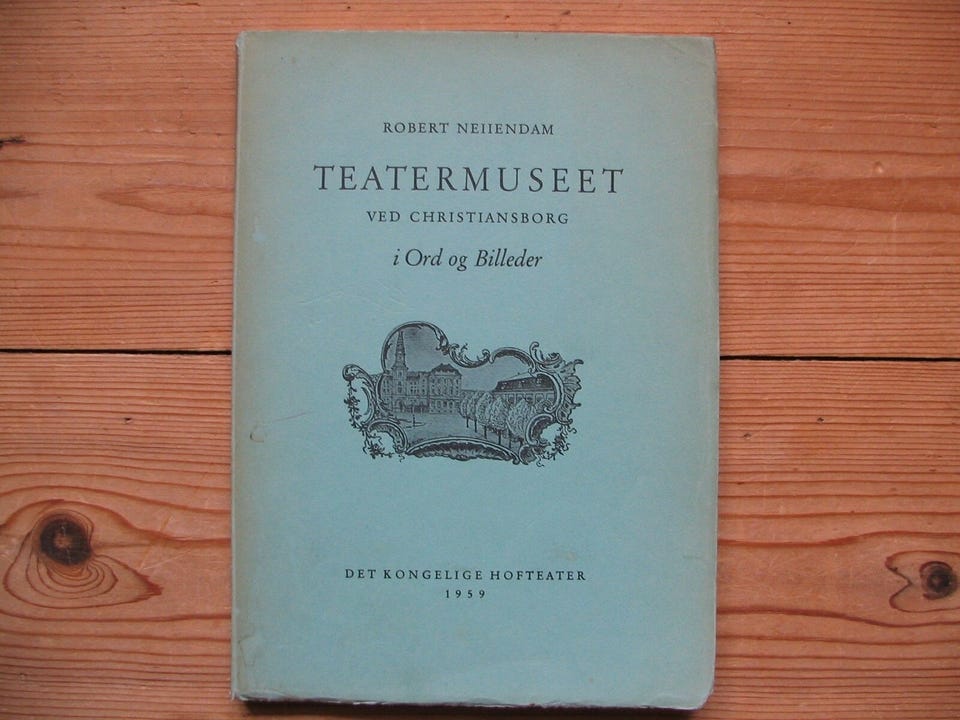 ROBERT NEIIENDAM
TEATERMUSEET
VED CHRISTIANSBORG
i Ord og Billeder
DET KONGELIGE HOFTEATER
1959